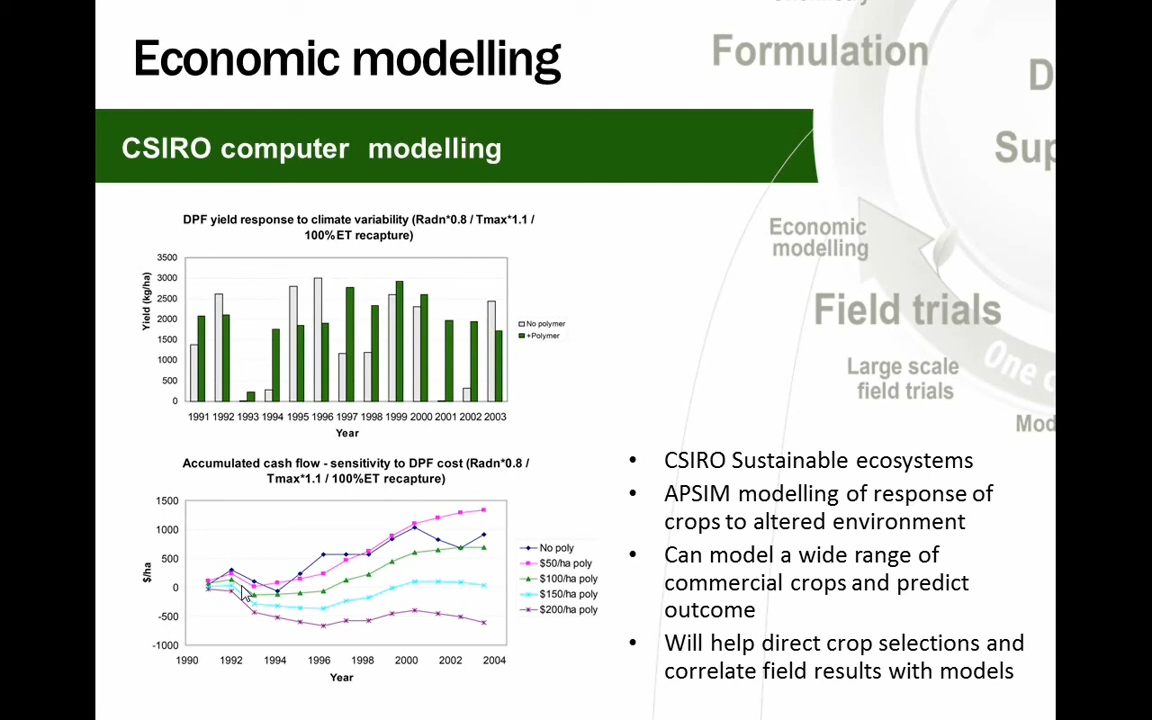 Economic modelling
CSIRO computer modelling
Formulation
Economic
modelling
Field trials
Large scale
field trials
One
DPF yield response to climate variability (Radn*0.8 / Tmax*1.1 /
100%ET recapture)
Yield (kg/ha)
3500
3000
2500
2000
1500
1000
500
0
1991 1992 1993 1994 1995 1996 1997 1998 1999 2000 2001 2002 2003
Year
No polymer
+Polymer
Accumulated cash flow - sensitivity to DPF cost (Radn*0.8 /
Tmax*1.1 / 100%ET recapture)
$/ha
1500
1000
500
0
-500
-1000
1990 1992 1994 1996 1998 2000 2002 2004
Year
No poly
$50/ha poly
$100/ha poly
$150/ha poly
$200/ha poly
• CSIRO Sustainable ecosystems
• APSIM modelling of response of
crops to altered environment
• Can model a wide range of
commercial crops and predict
outcome
• Will help direct crop selections and
correlate field results with models